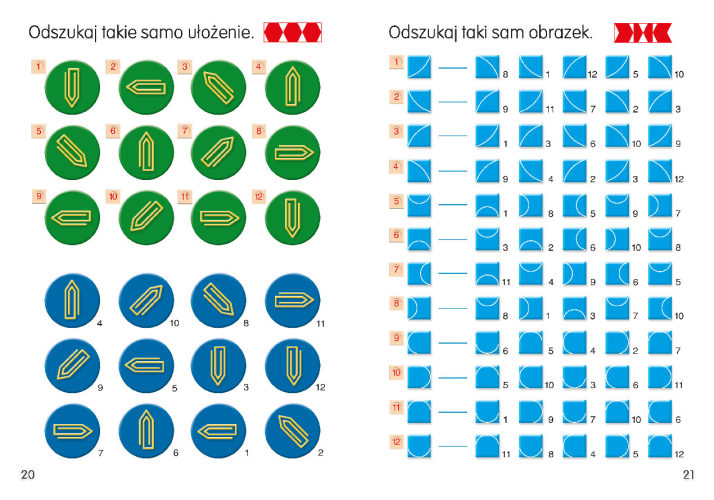 Odszukaj takie samo ułożenie.
1 2 3 4
5 6 7 8
9 10 11 12
4 10 8 11
9 5 3 12
7 6 1 2
20
Odszukaj taki sam obrazek.
1 8 1 12 5 10
2 9 11 7 2 3
3 1 3 6 10 9
4 9 4 2 3 12
5 1 8 5 9 7
6 3 2 6 10 8
7 11 4 9 6 5
8 8 1 3 7 10
9 6 5 4 2 7
10 5 10 3 6 11
11 1 9 7 10 6
12 11 8 4 5 12
21